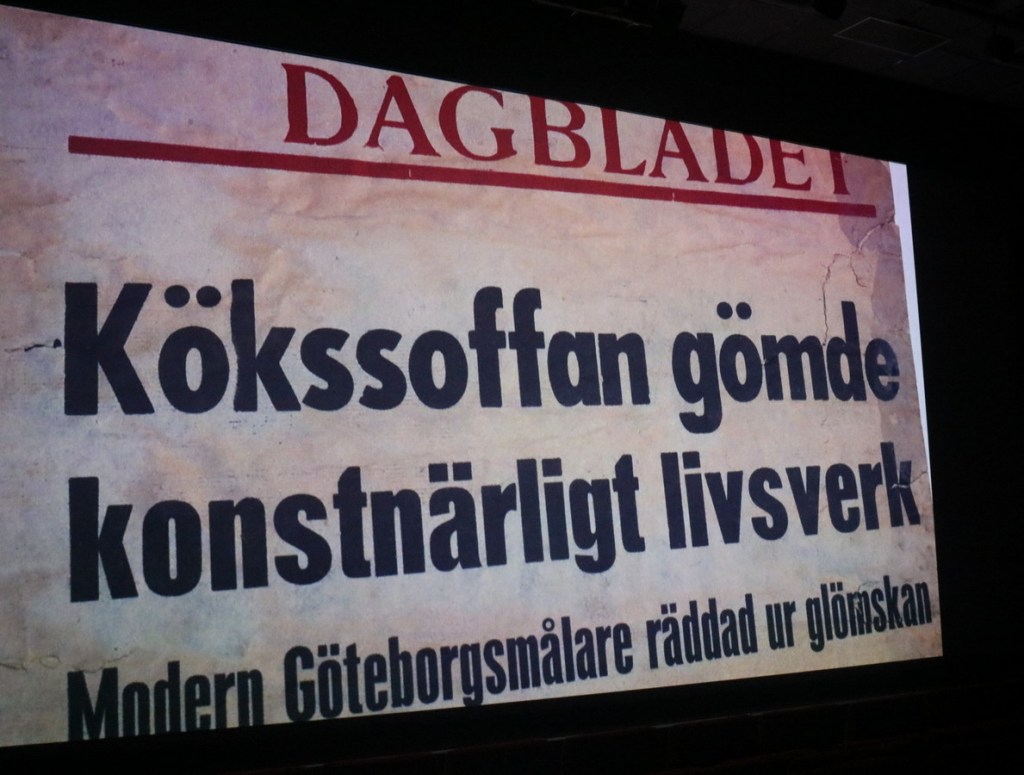 DAGBLADET
Kökssoffan gömde
konstnärligt livsverk
Modern Göteborgsmålare räddad ur glömskan